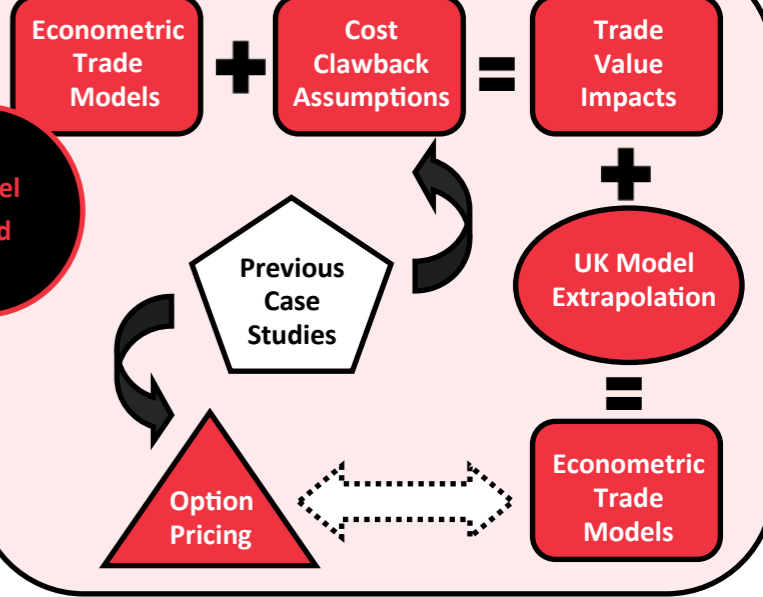 Econometric
Trade
Models
+
Cost
Clawback
Assumptions
=
Trade
Value
Impacts
+
UK Model
Extrapolation
=
Previous
Case
Studies
Option
Pricing
Econometric
Trade
Models